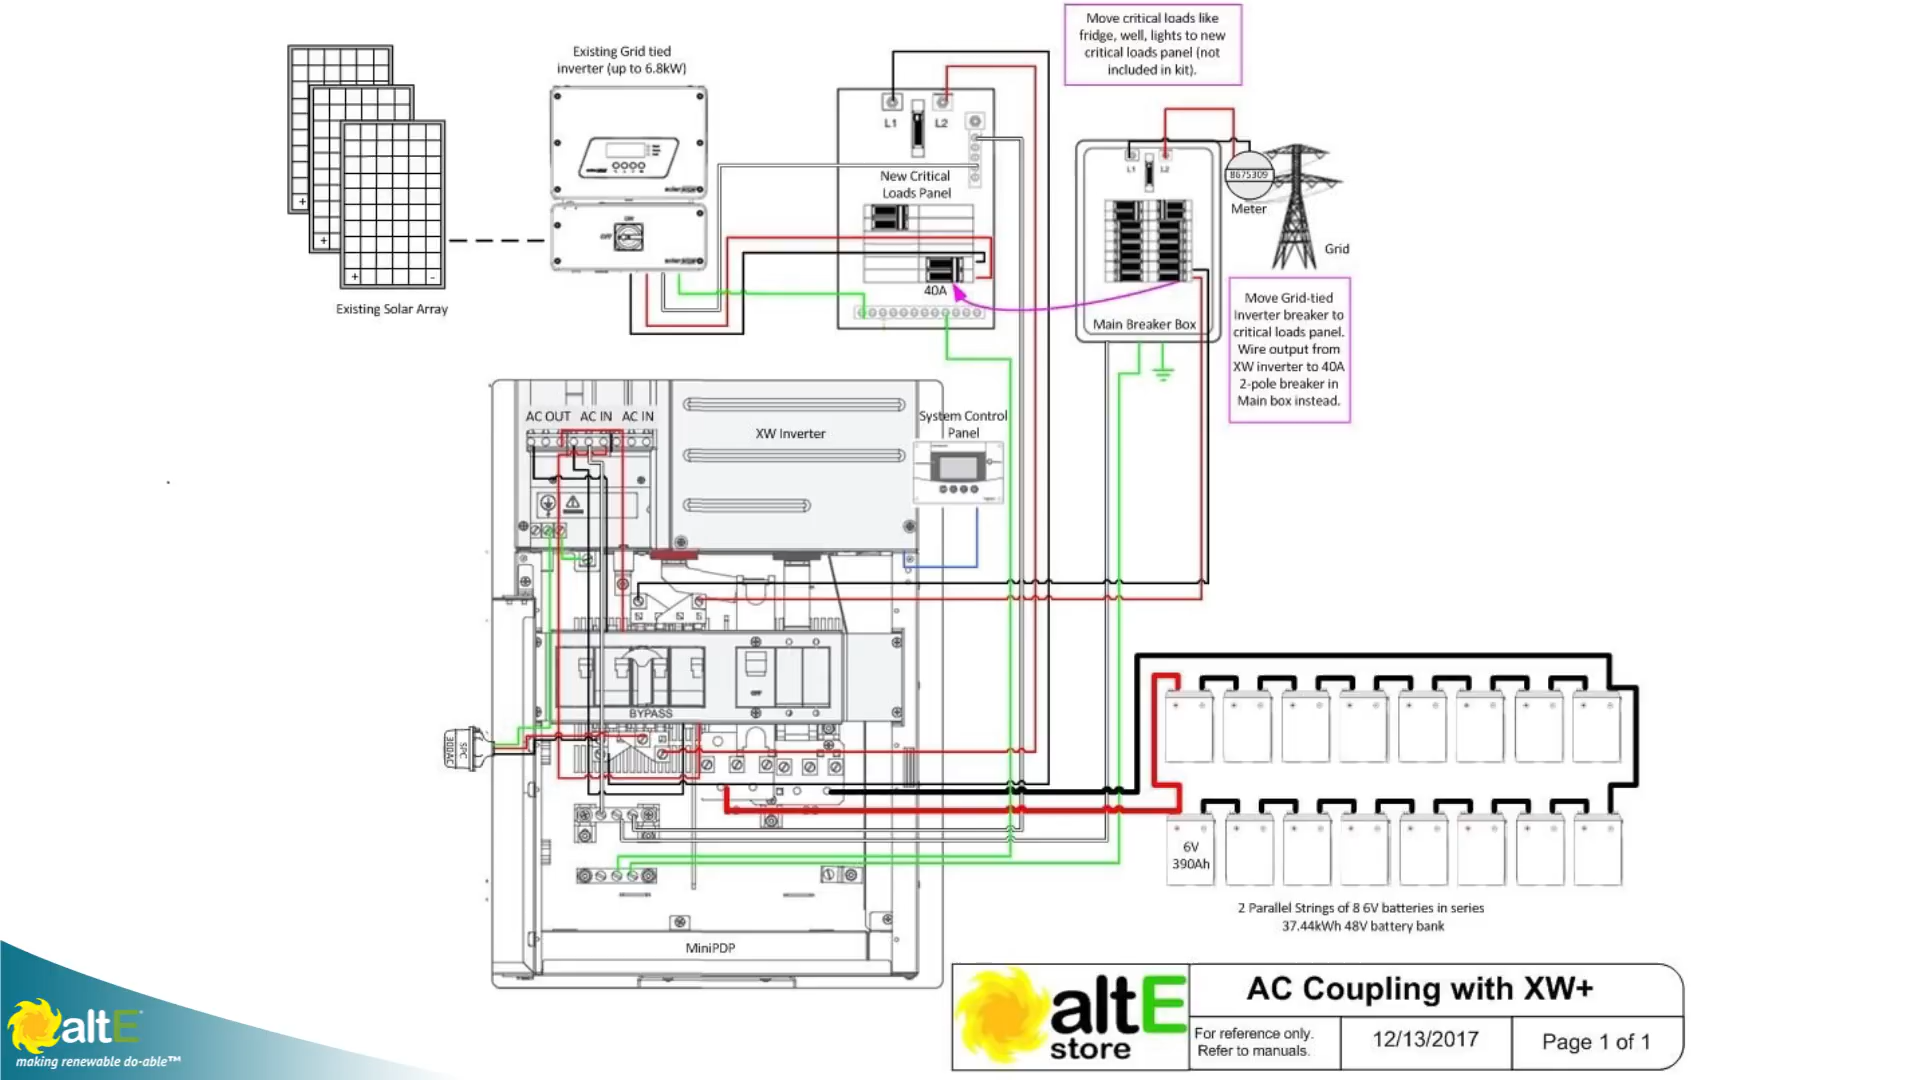 Move critical loads like
fridge, well, lights to new
critical loads panel (not
included in kit).
Existing Grid tied
inverter (up to 6.8kW)
L1
L2
New Critical
Loads Panel
40A
L1
L2
8675309
Meter
Grid
OFF
+
+
+
-
Existing Solar Array
Main Breaker Box
Move Grid-tied
Inverter breaker to
critical loads panel.
Wire output from
XW inverter to 40A
2-pole breaker in
Main box instead.
AC OUT AC IN AC IN
XW Inverter
System Control
Panel
BYPASS
OFF
SPC
300AC
6V
390Ah
2 Parallel Strings of 8 6V batteries in series
37.44kWh 48V battery bank
MiniPDP
altE
store
AC Coupling with XW+
For reference only.
Refer to manuals.
12/13/2017
Page 1 of 1
altE
making renewable do-able™